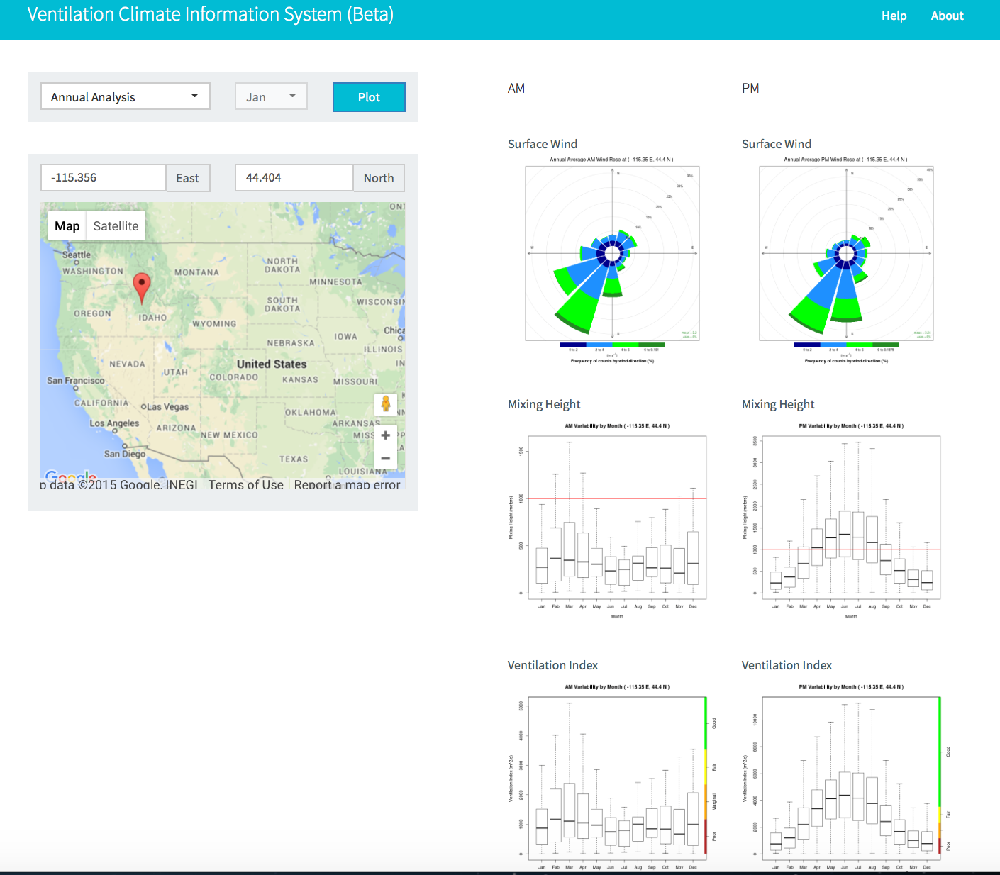 Ventilation Climate Information System (Beta)
Help About
Annual Analysis
Jan
Plot
-115.356 East
44.404 North
Map Satellite
Seattle
WASHINGTON
MONTANA
NORTH
DAKOTA
MINNESOTA
OREGON
IDAHO
SOUTH
DAKOTA
WISCONSIN
WYOMING
IOWA
Chica
NEBRASKA
ILLINOIS
NEVADA
UTAH
United States
IN
COLORADO
KANSAS
MISSOURI
San Francisco
CALIFORNIA
Las Vegas
OKLAHOMA
Los Angeles
ARIZONA
NEW MEXICO
ARKANSAS
MISS
San Diego
TEXAS
LOUISIANA
ONT
Google
p data ©2015 Google, INEGI Terms of Use Report a map error
AM
Surface Wind
Annual Average AM Wind Rose at ( -115.35 E, 44.4 N )
N
E
S
W
10%
15%
20%
25%
30%
35%
0 to 2 2 to 4 4 to 6 6 to 9.181
(m s⁻¹)
Frequency of counts by wind direction (%)
Mixing Height
AM Variability by Month ( -115.35 E, 44.4 N )
Mixing Height (meters)
1500
1000
500
0
Jan Feb Mar Apr May Jun Jul Aug Sep Oct Nov Dec
Month
Ventilation Index
AM Variability by Month ( -115.35 E, 44.4 N )
Ventilation Index (m^2/s)
5000
4000
3000
2000
1000
0
Good
Fair
Marginal
Poor
Jan Feb Mar Apr May Jun Jul Aug Sep Oct Nov Dec
PM
Surface Wind
Annual Average PM Wind Rose at ( -115.35 E, 44.4 N )
N
E
S
W
10%
15%
20%
25%
30%
35%
40%
0 to 2 2 to 4 4 to 6 6 to 9.1875
(m s⁻¹)
Frequency of counts by wind direction (%)
Mixing Height
PM Variability by Month ( -115.35 E, 44.4 N )
Mixing Height (meters)
3500
3000
2500
2000
1500
1000
500
0
Jan Feb Mar Apr May Jun Jul Aug Sep Oct Nov Dec
Month
Ventilation Index
PM Variability by Month ( -115.35 E, 44.4 N )
Ventilation Index (m^2/s)
10000
8000
6000
4000
2000
0
Good
Fair
Poor
Jan Feb Mar Apr May Jun Jul Aug Sep Oct Nov Dec